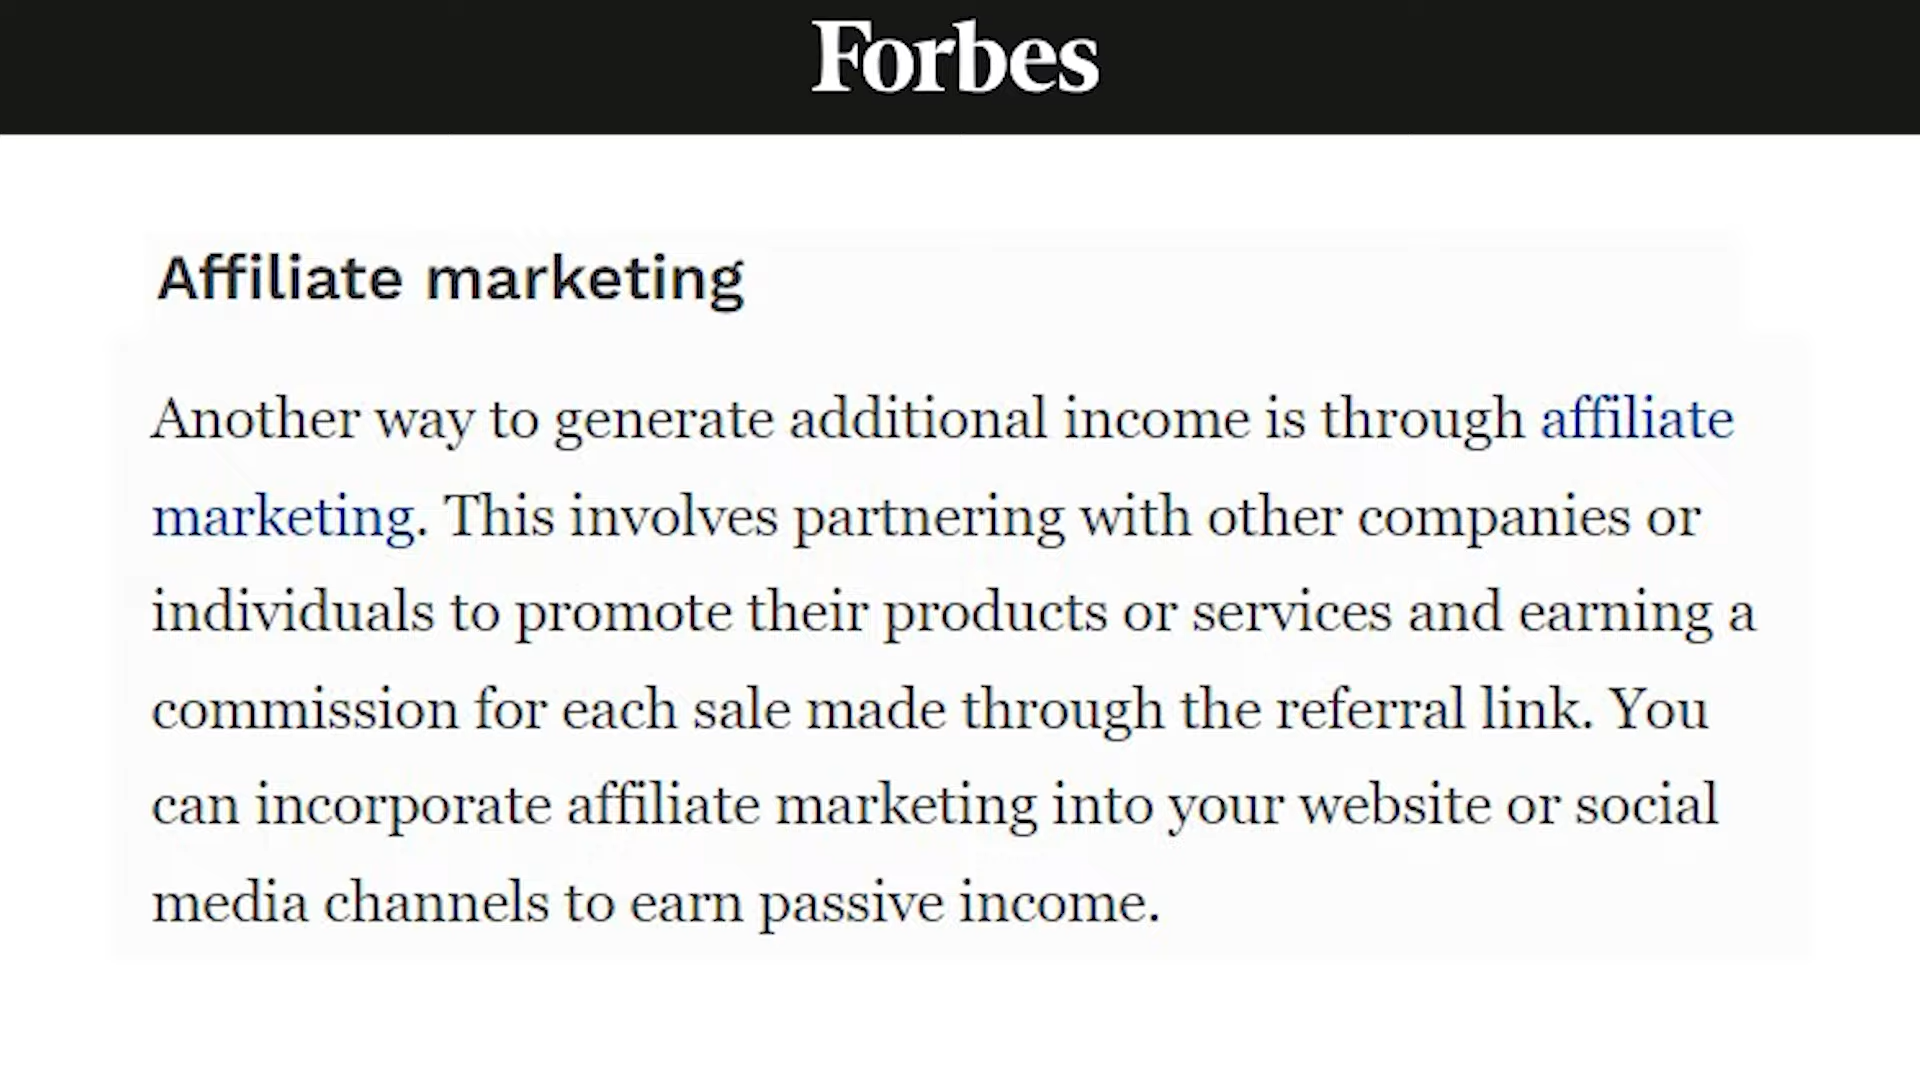 Forbes
Affiliate marketing
Another way to generate additional income is through affiliate
marketing. This involves partnering with other companies or
individuals to promote their products or services and earning a
commission for each sale made through the referral link. You
can incorporate affiliate marketing into your website or social
media channels to earn passive income.